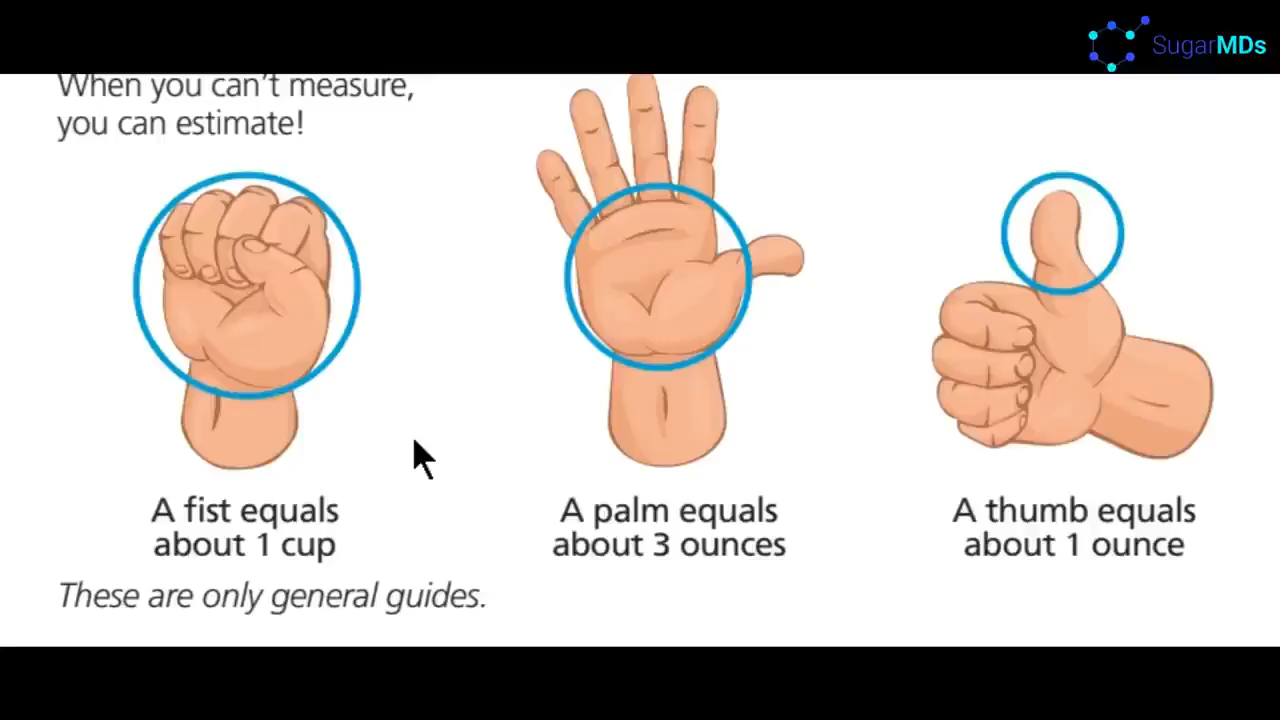 SugarMDs
When you can't measure,
you can estimate!
A fist equals
about 1 cup
A palm equals
about 3 ounces
A thumb equals
about 1 ounce
These are only general guides.